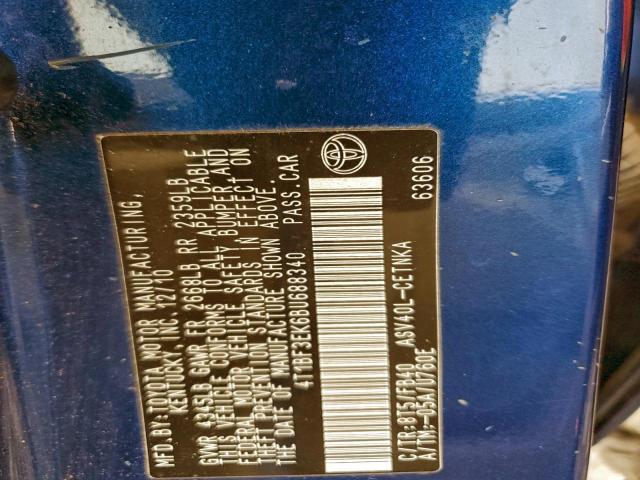 MFD.BY:TOYOTA MOTOR MANUFACTURING,
KENTUCKY INC. 12/10
GVWR 4345LB GAWR FR 2668LB RR 2359LB
THIS VEHICLE CONFORMS TO ALL APPLICABLE
FEDERAL MOTOR VEHICLE SAFETY, BUMPER, AND
THEFT PREVENTION STANDARDS IN EFFECT ON
THE DATE OF MANUFACTURE SHOWN ABOVE.
4T1BF3EK6BU688340 PASS.CAR
C/TR:8T5/FB40 ASV40L-CETNKA
A/TM:-05A/U760E 63606